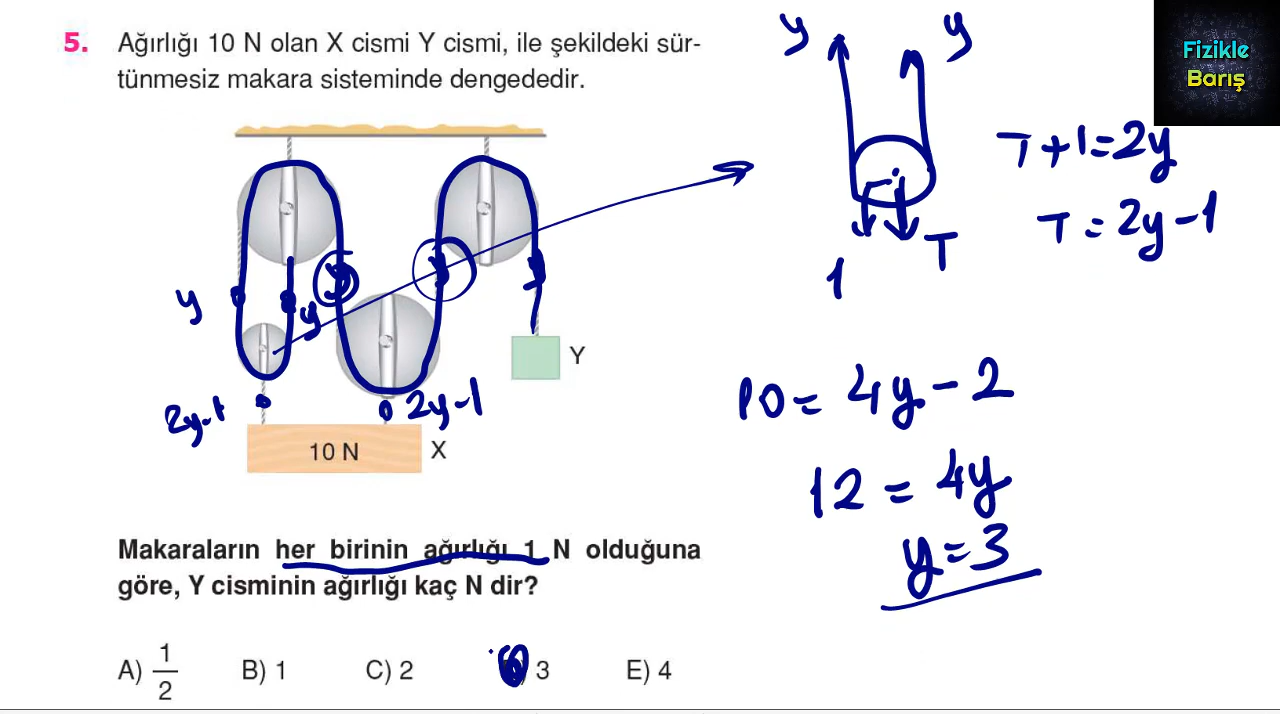 5. Ağırlığı 10 N olan X cismi Y cismi, ile şekildeki sür-
tünmesiz makara sisteminde dengededir.
Fizikle
Barış
y y
T+1=2y
T=2y-1
1 T
y y y y y
Y
2y-1 2y-1
10 N X
10=4y-2
12=4y
y=3
Makaraların her birinin ağırlığı 1 N olduğuna
göre, Y cisminin ağırlığı kaç N dir?
A) 1/2 B) 1 C) 2 ) 3 E) 4